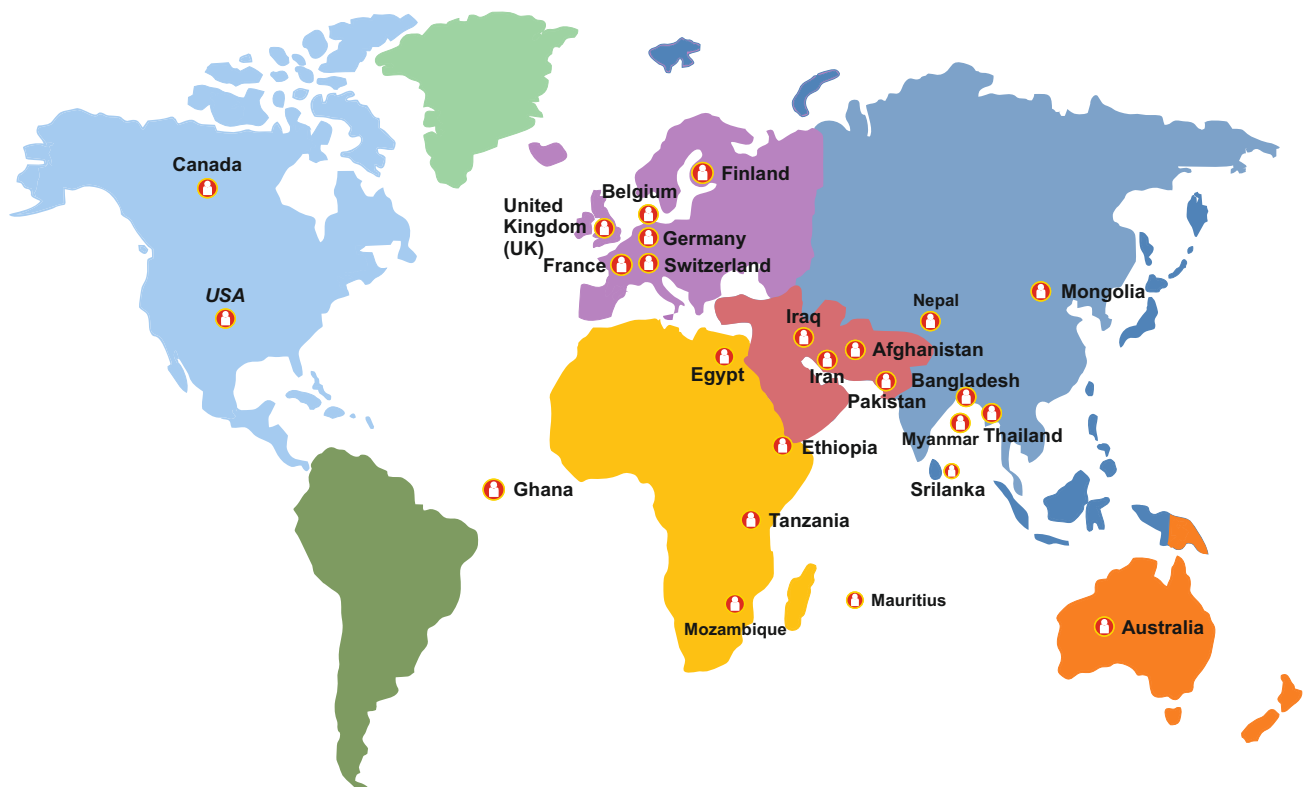 Canada
Finland
Belgium
United
Kingdom
(UK)
Germany
France
Switzerland
USA
Mongolia
Nepal
Iraq
Afghanistan
Egypt
Iran
Bangladesh
Pakistan
Myanmar
Thailand
Ethiopia
Srilanka
Ghana
Tanzania
Mauritius
Mozambique
Australia